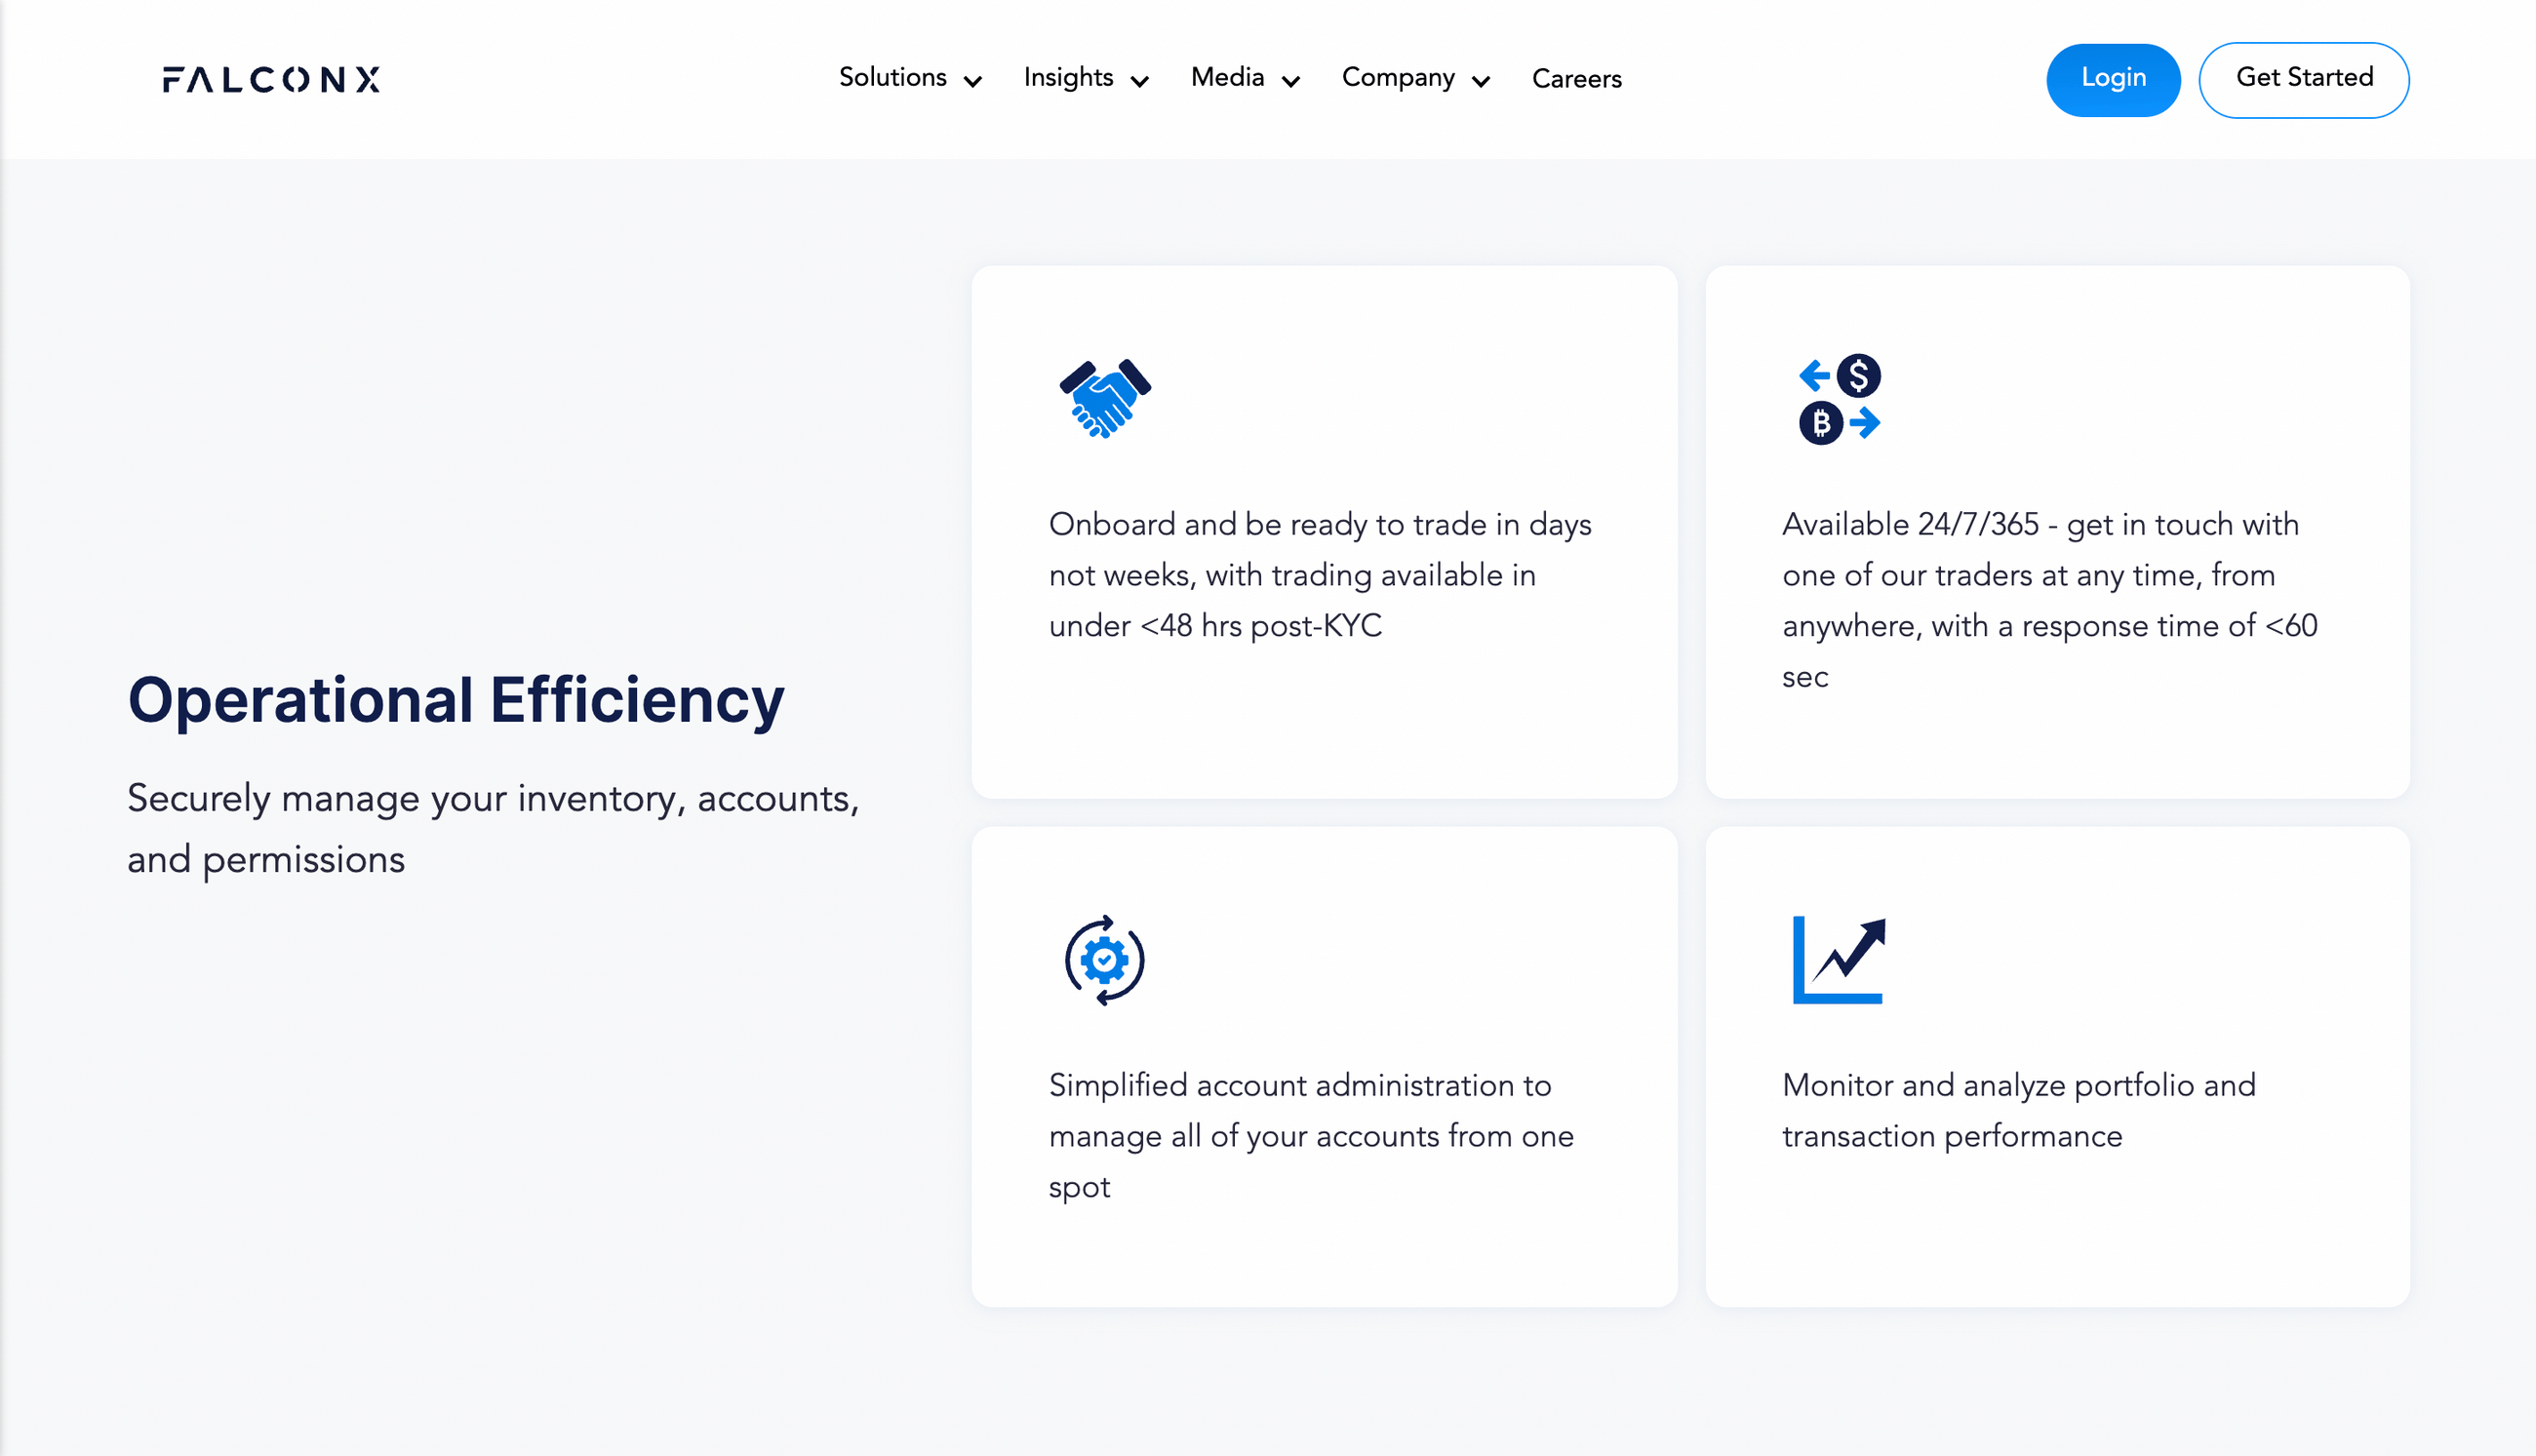 FALCONX
Solutions
Insights
Media
Company
Careers
Login
Get Started
Operational Efficiency
Securely manage your inventory, accounts,
and permissions
Onboard and be ready to trade in days
not weeks, with trading available in
under <48 hrs post-KYC
Available 24/7/365 - get in touch with
one of our traders at any time, from
anywhere, with a response time of <60
sec
Simplified account administration to
manage all of your accounts from one
spot
Monitor and analyze portfolio and
transaction performance